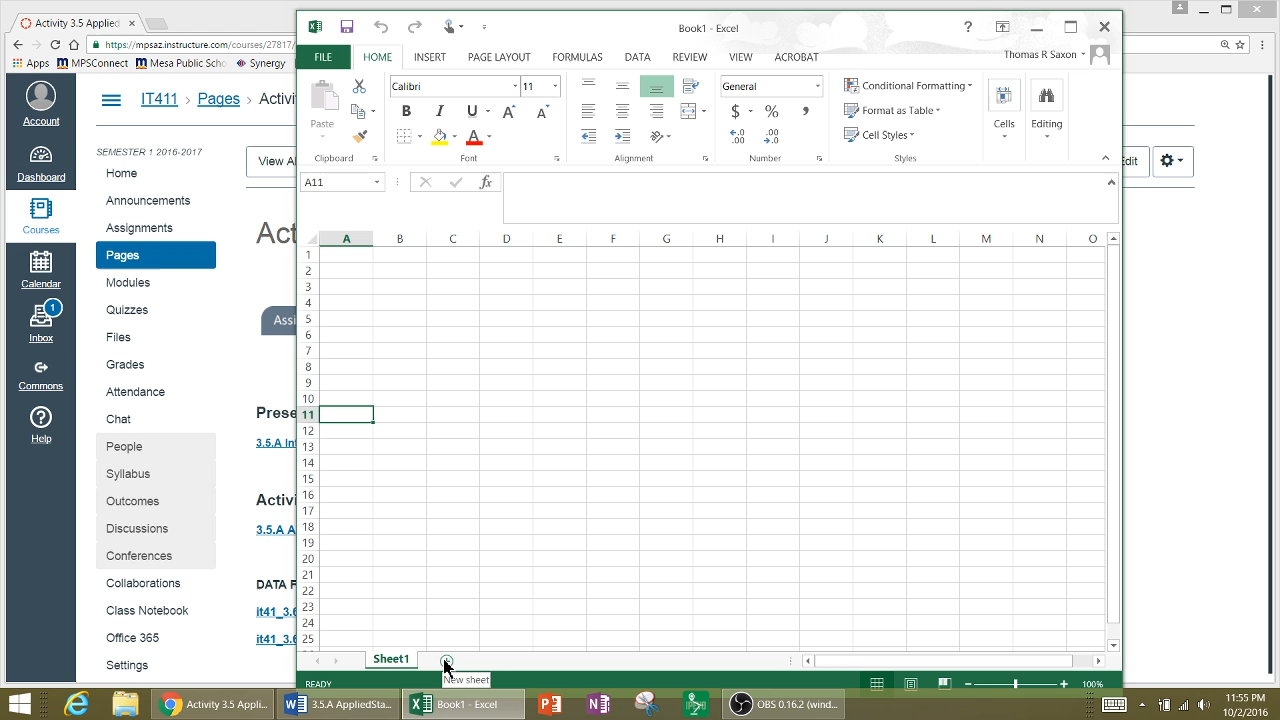 Activity 3.5 Applied
Book1 - Excel
https://mpsaz.instructure.com/courses/27817/
FILE HOME INSERT PAGE LAYOUT FORMULAS DATA REVIEW VIEW ACROBAT Thomas R Saxon
Apps MPSConnect Mesa Public Scho Synergy
Account
IT411 > Pages > Activi
Paste
Calibri 11
General
Conditional Formatting
Format as Table
Cell Styles
Cells
Editing
Clipboard Font Alignment Number Styles
SEMESTER 1 2016-2017
View Al
Edit
Home
Dashboard
A11
Announcements
Courses
Assignments
Act
A B C D E F G H I J K L M N O
Pages
1
2
3
4
5
6
7
8
9
10
11
12
13
14
15
16
17
18
19
20
21
22
23
24
25
Calendar
Modules
1
Inbox
Quizzes
Assi
Files
Grades
Commons
Attendance
Chat
Prese
Help
People
3.5.A Int
Syllabus
Outcomes
Activi
Discussions
3.5.A A
Conferences
Collaborations
DATA F
Class Notebook
it41_3.6
Office 365
it41_3.6
Settings
Sheet1
New sheet
READY
100%
Activity 3.5 Appli...
3.5.A AppliedSta...
Book1 - Excel
OBS 0.16.2 (wind...
11:55 PM
10/2/2016